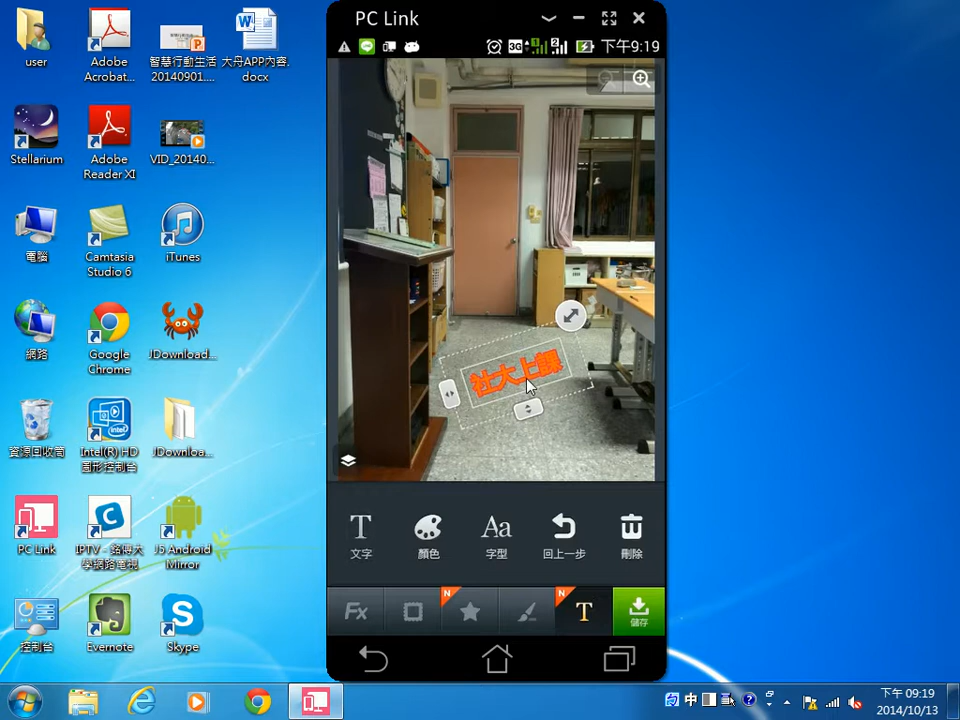 user
Adobe
Acrobat...
智慧行動生活
20140901....
大丹APP內容.
docx
Stellarium
Adobe
Reader XI
VID_20140...
電腦
Camtasia
Studio 6
iTunes
網路
Google
Chrome
JDownload...
資源回收筒
Intel(R) HD
圖形控制台
JDownloa...
PC Link
IPTV - 銘傳大
學網路電視
J5 Android
Mirror
控制台
Evernote
Skype
PC Link
3G
下午9:19
社大上課
文字
顏色
Aa
字型
回上一步
刪除
Fx
N
N
T
儲存
中
下午 09:19
2014/10/13